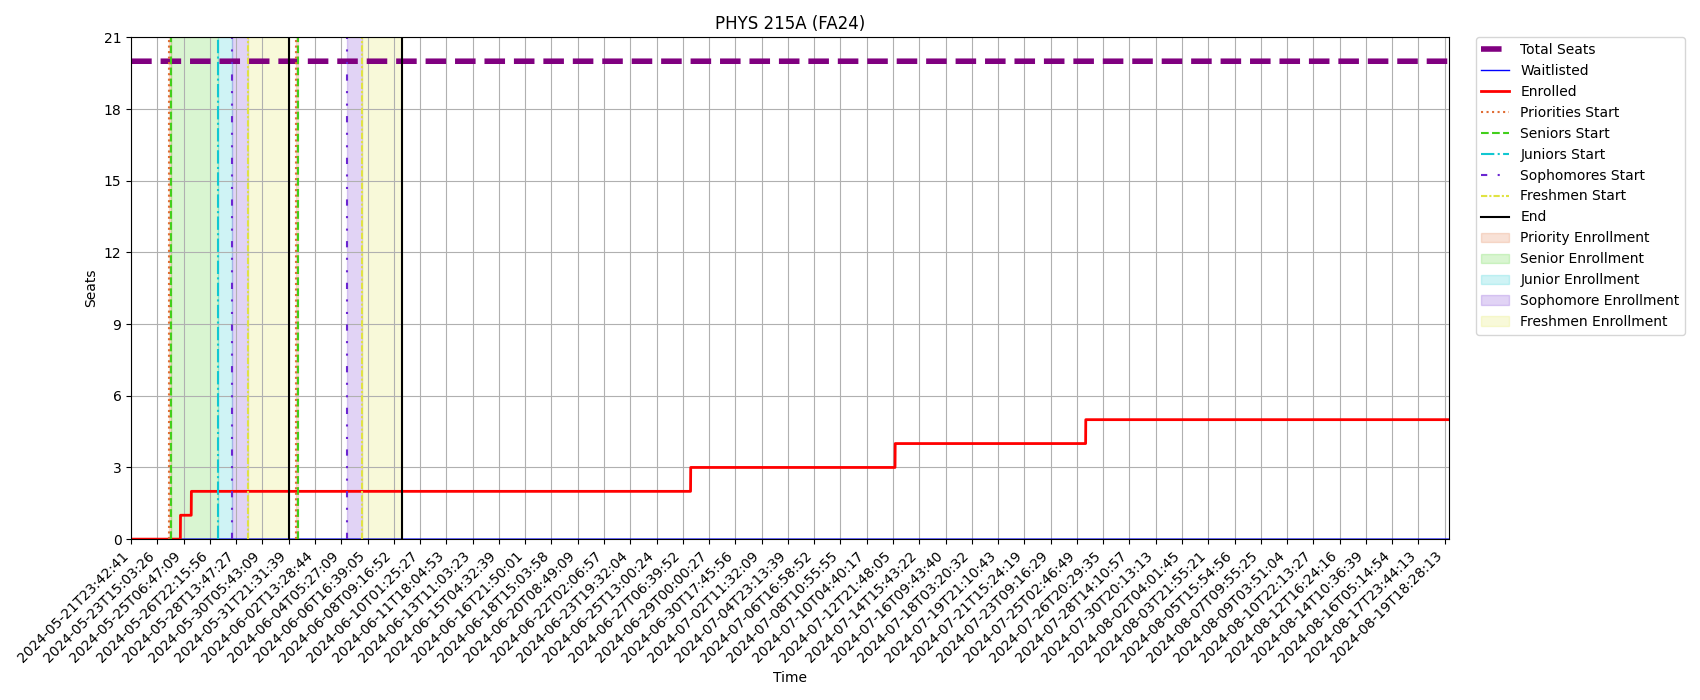 PHYS 215A (FA24)
21
18
15
12
9
6
3
0
Seats
2024-05-21T23:42:41
2024-05-23T15:03:26
2024-05-25T06:47:09
2024-05-26T22:15:56
2024-05-28T13:47:27
2024-05-30T05:43:09
2024-05-31T21:31:39
2024-06-02T13:28:44
2024-06-04T05:27:09
2024-06-06T16:39:05
2024-06-08T09:16:52
2024-06-10T01:25:27
2024-06-11T18:04:53
2024-06-13T11:03:23
2024-06-15T04:32:39
2024-06-16T21:50:01
2024-06-18T15:03:58
2024-06-20T08:49:09
2024-06-22T02:06:57
2024-06-23T19:32:04
2024-06-25T13:00:24
2024-06-27T06:39:52
2024-06-29T00:00:27
2024-06-30T17:45:56
2024-07-02T11:32:09
2024-07-04T23:13:39
2024-07-06T16:58:52
2024-07-08T10:55:55
2024-07-10T04:40:17
2024-07-12T21:48:05
2024-07-14T15:43:22
2024-07-16T09:43:40
2024-07-18T03:20:32
2024-07-19T21:10:43
2024-07-21T15:24:19
2024-07-23T09:16:29
2024-07-25T02:46:49
2024-07-26T20:29:35
2024-07-28T14:10:57
2024-07-30T20:13:13
2024-08-02T04:01:45
2024-08-03T21:55:21
2024-08-05T15:54:56
2024-08-07T09:55:25
2024-08-09T03:51:04
2024-08-10T22:13:27
2024-08-12T16:24:16
2024-08-14T10:36:39
2024-08-16T05:14:54
2024-08-17T23:44:13
2024-08-19T18:28:13
Time
Total Seats
Waitlisted
Enrolled
Priorities Start
Seniors Start
Juniors Start
Sophomores Start
Freshmen Start
End
Priority Enrollment
Senior Enrollment
Junior Enrollment
Sophomore Enrollment
Freshmen Enrollment